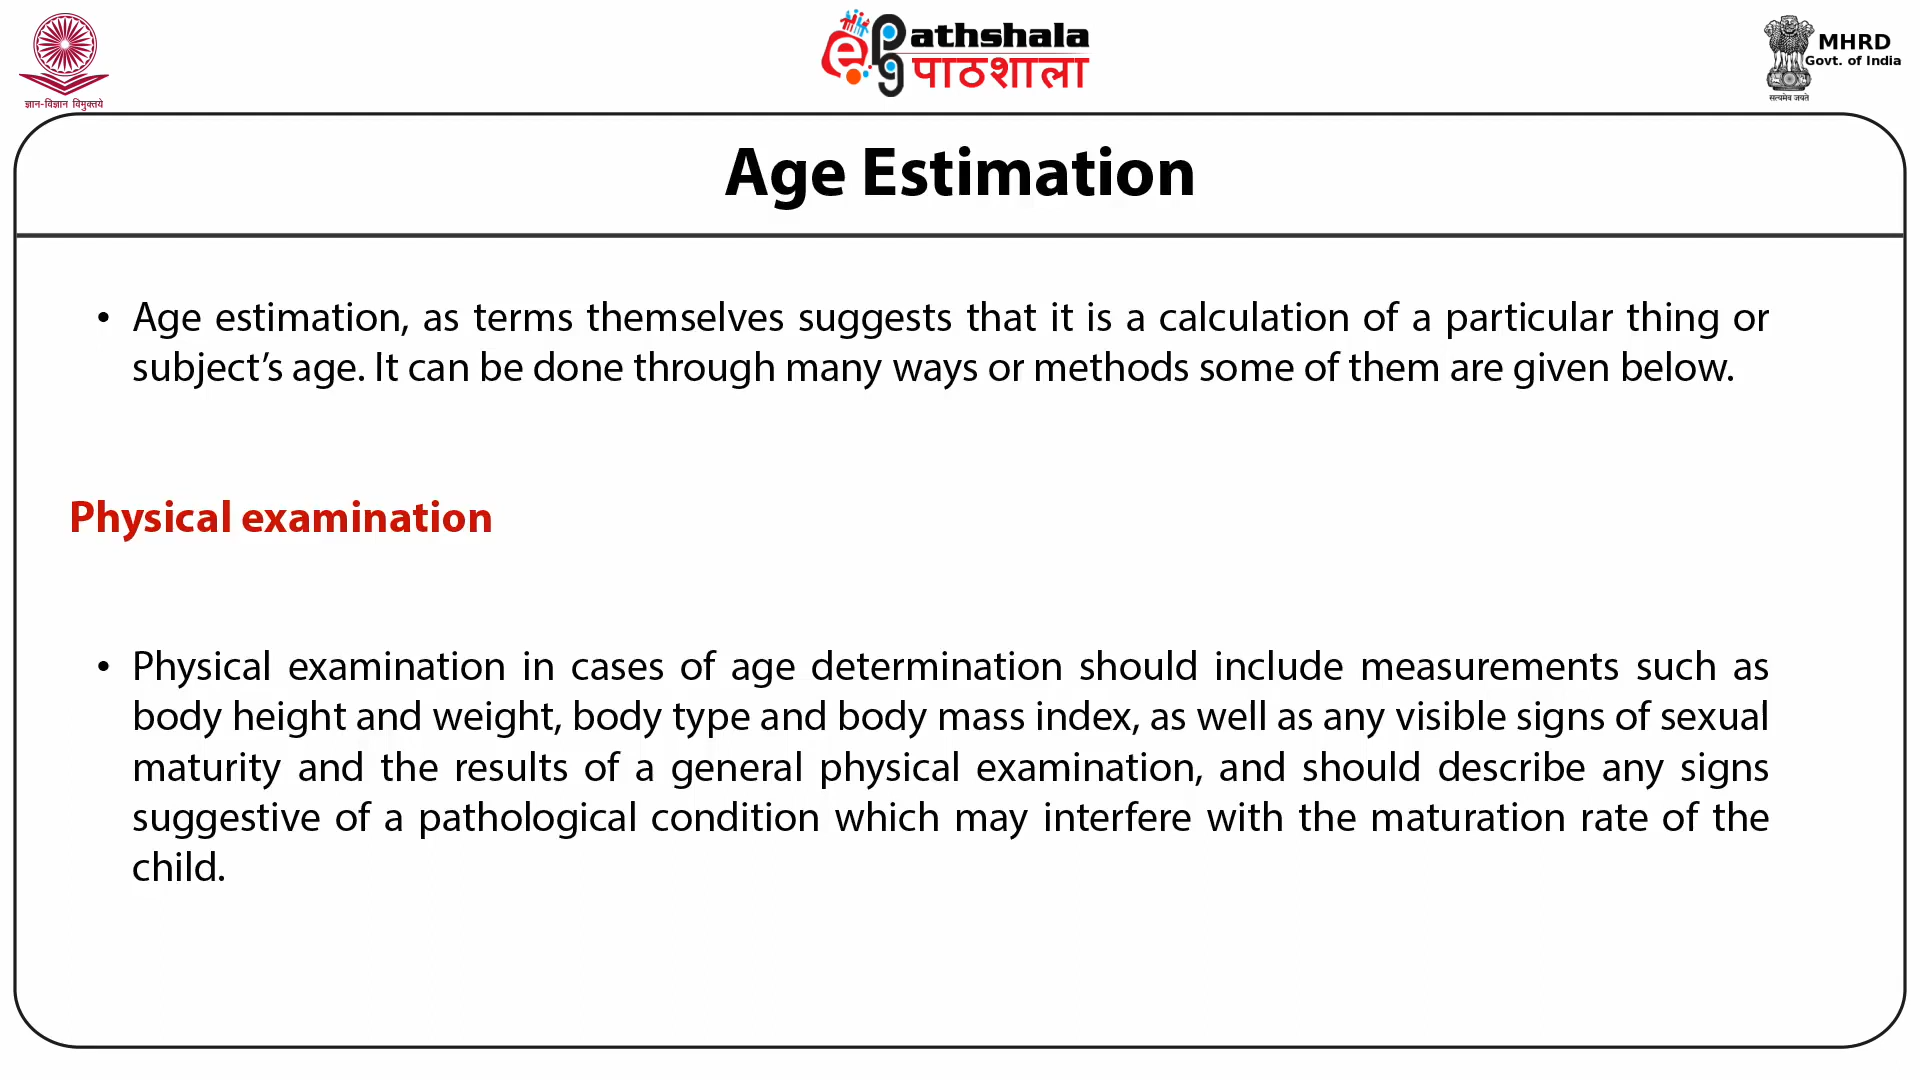 ज्ञान-विज्ञान विमुक्तये
ePathshala
पाठशाला
MHRD
Govt. of India
सत्यमेव जयते
Age Estimation
• Age estimation, as terms themselves suggests that it is a calculation of a particular thing or
subject’s age. It can be done through many ways or methods some of them are given below.
Physical examination
• Physical examination in cases of age determination should include measurements such as
body height and weight, body type and body mass index, as well as any visible signs of sexual
maturity and the results of a general physical examination, and should describe any signs
suggestive of a pathological condition which may interfere with the maturation rate of the
child.